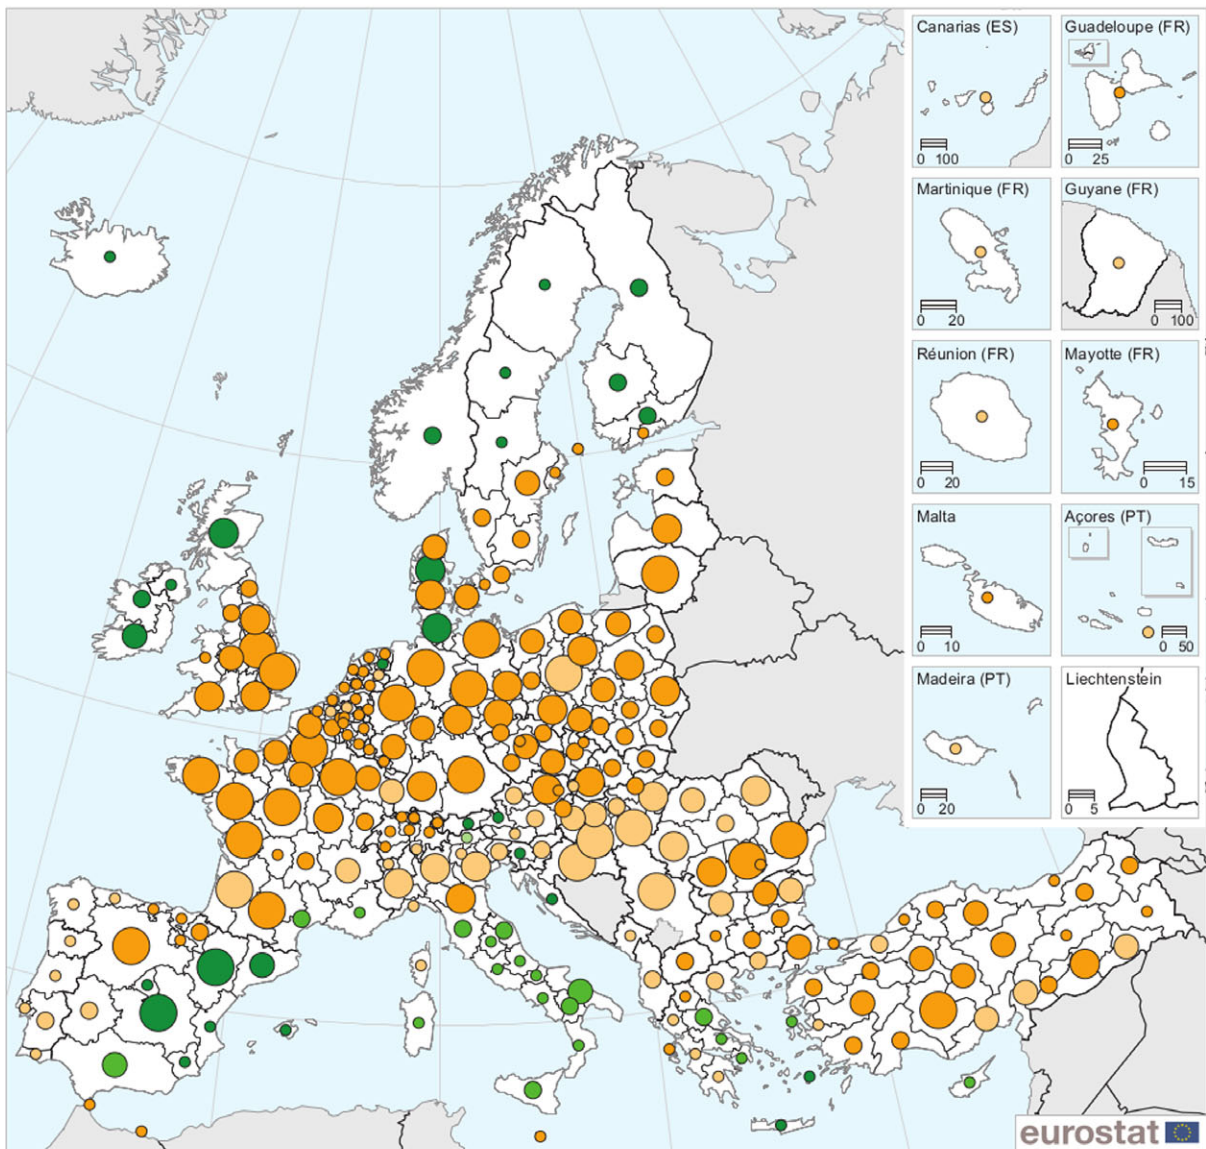 Canarias (ES)
0 100
Guadeloupe (FR)
0 25
Martinique (FR)
0 20
Guyane (FR)
0 100
Réunion (FR)
0 20
Mayotte (FR)
0 15
Malta
0 10
Açores (PT)
0 50
Madeira (PT)
0 20
Liechtenstein
0 5
eurostat